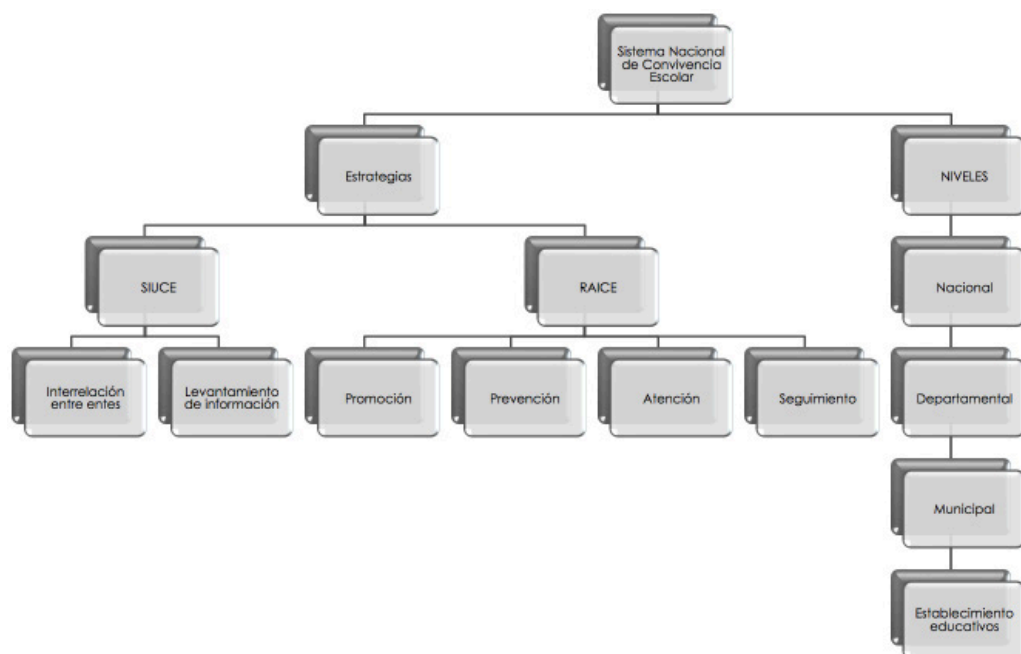 Sistema Nacional
de Convivencia
Escolar
Estrategias
NIVELES
SIUCE
RAICE
Nacional
Interrelación
entre entes
Levantamiento
de información
Promoción
Prevención
Atención
Seguimiento
Departamental
Municipal
Establecimiento
educativos